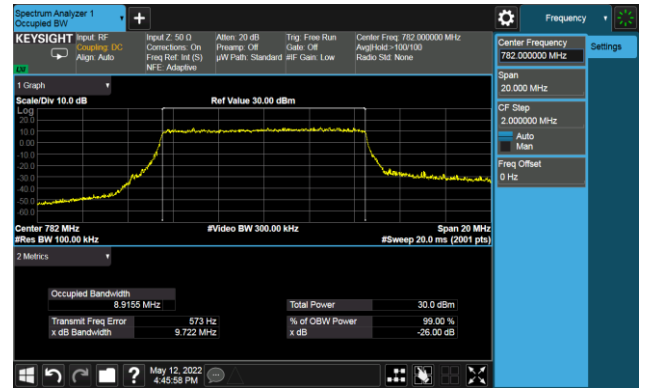 Spectrum Analyzer 1
Occupied BW
Frequency
KEYSIGHT
Input: RF
Coupling: DC
Align: Auto
Input Z: 50 Ω
Corrections: On
Freq Ref: Int (S)
NFE: Adaptive
Atten: 20 dB
Preamp: Off
µW Path: Standard
Trig: Free Run
Gate: Off
#IF Gain: Low
Center Freq: 782.000000 MHz
Avg|Hold:>100/100
Radio Std: None
LXI
Center Frequency
782.000000 MHz
Settings
Span
20.000 MHz
CF Step
2.000000 MHz
Auto
Man
Freq Offset
0 Hz
1 Graph
Scale/Div 10.0 dB
Ref Value 30.00 dBm
Log
20.0
10.0
0.00
-10.0
-20.0
-30.0
-40.0
-50.0
-60.0
Center 782 MHz
#Video BW 300.00 kHz
Span 20 MHz
#Res BW 100.00 kHz
#Sweep 20.0 ms (2001 pts)
2 Metrics
Occupied Bandwidth
8.9155 MHz
Total Power 30.0 dBm
Transmit Freq Error 573 Hz
% of OBW Power 99.00 %
x dB Bandwidth 9.722 MHz
x dB -26.00 dB
May 12, 2022
4:45:58 PM